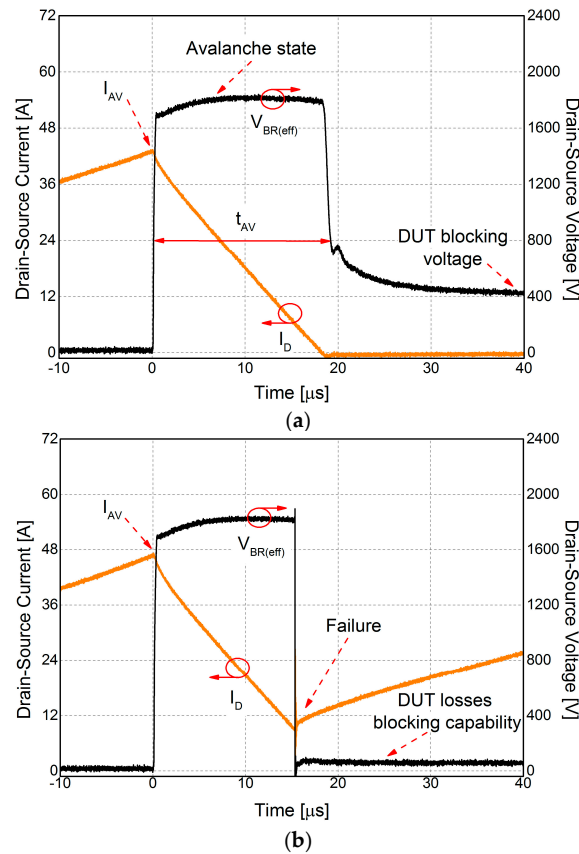 72
60
48
36
24
12
0
Drain-Source Current [A]
2400
2000
1600
1200
800
400
0
Drain-Source Voltage [V]
Avalanche state
I_AV
V_BR(eff)
t_AV
DUT blocking
voltage
I_D
-10 0 10 20 30 40
Time [µs]
(a)
72
60
48
36
24
12
0
Drain-Source Current [A]
2400
2000
1600
1200
800
400
0
Drain-Source Voltage [V]
I_AV
V_BR(eff)
Failure
I_D
DUT losses
blocking capability
-10 0 10 20 30 40
Time [µs]
(b)